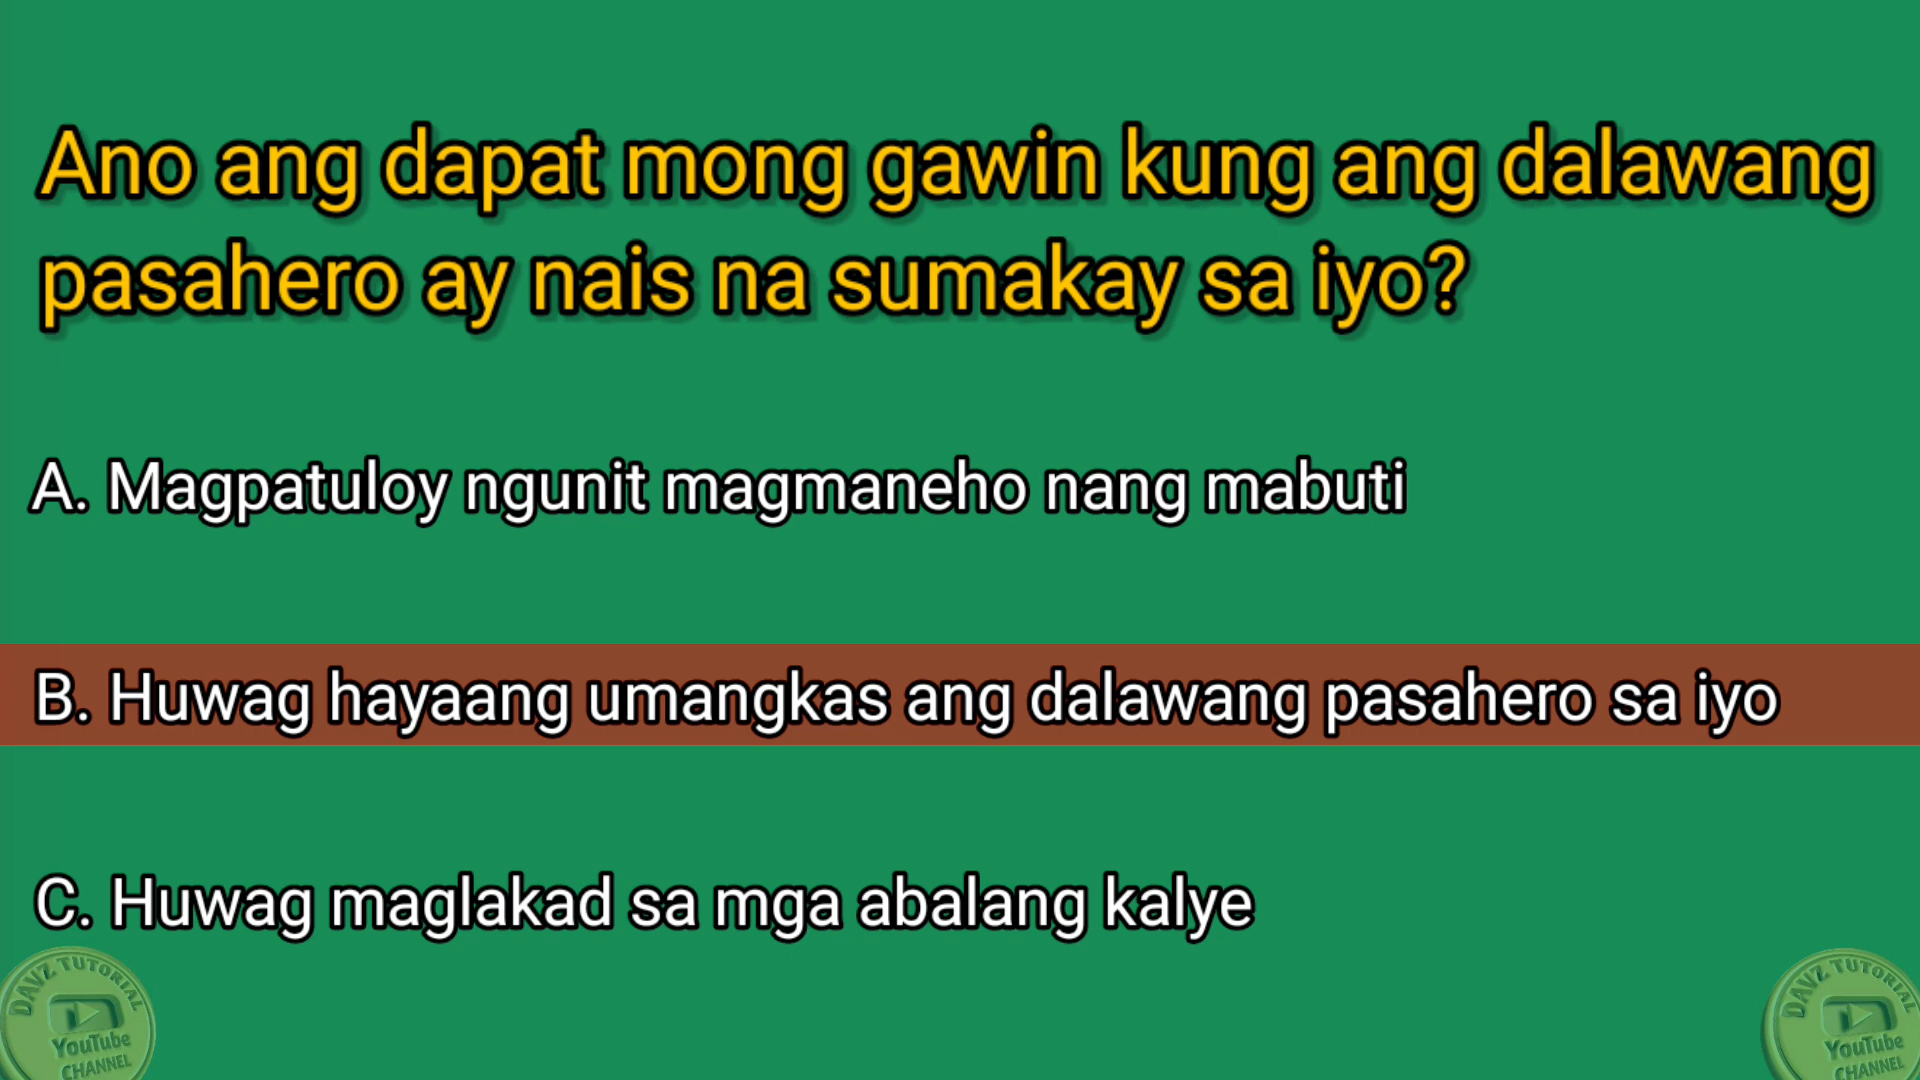 Ano ang dapat mong gawin kung ang dalawang
pasahero ay nais na sumakay sa iyo?
A. Magpatuloy ngunit magmaneho nang mabuti
B. Huwag hayaang umangkas ang dalawang pasahero sa iyo
C. Huwag maglakad sa mga abalang kalye
DAVZ TUTORIAL
YouTube
CHANNEL
DAVZ TUTORIAL
YouTube
CHANNEL